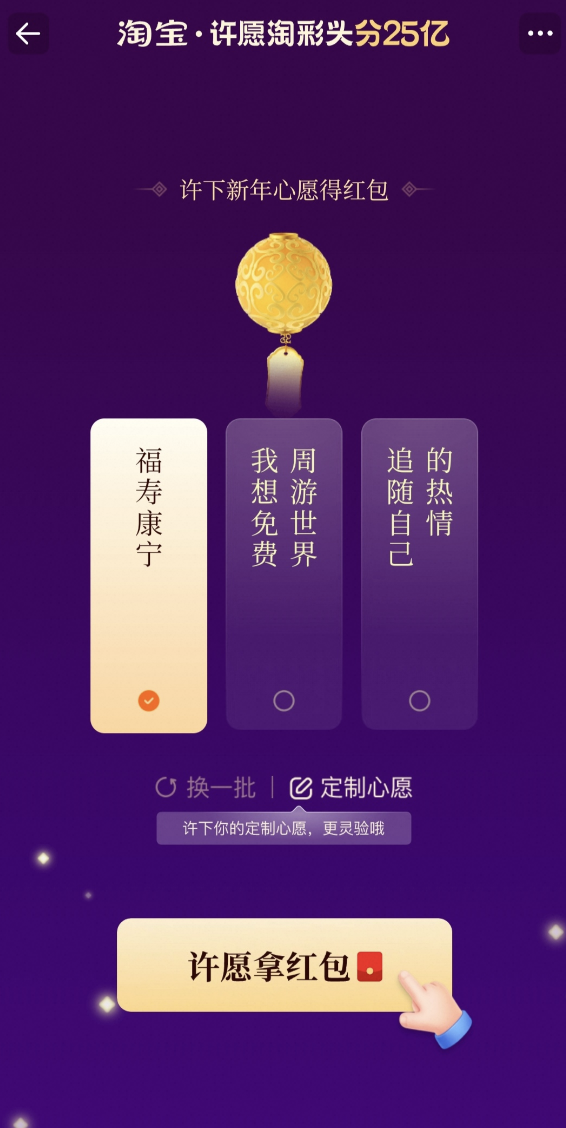 淘宝·许愿淘彩头分25亿
许下新年心愿得红包
福寿康宁
我想免费
周游世界
追随自己
的热情
换一批
定制心愿
许下你的定制心愿，更灵验哦
许愿拿红包